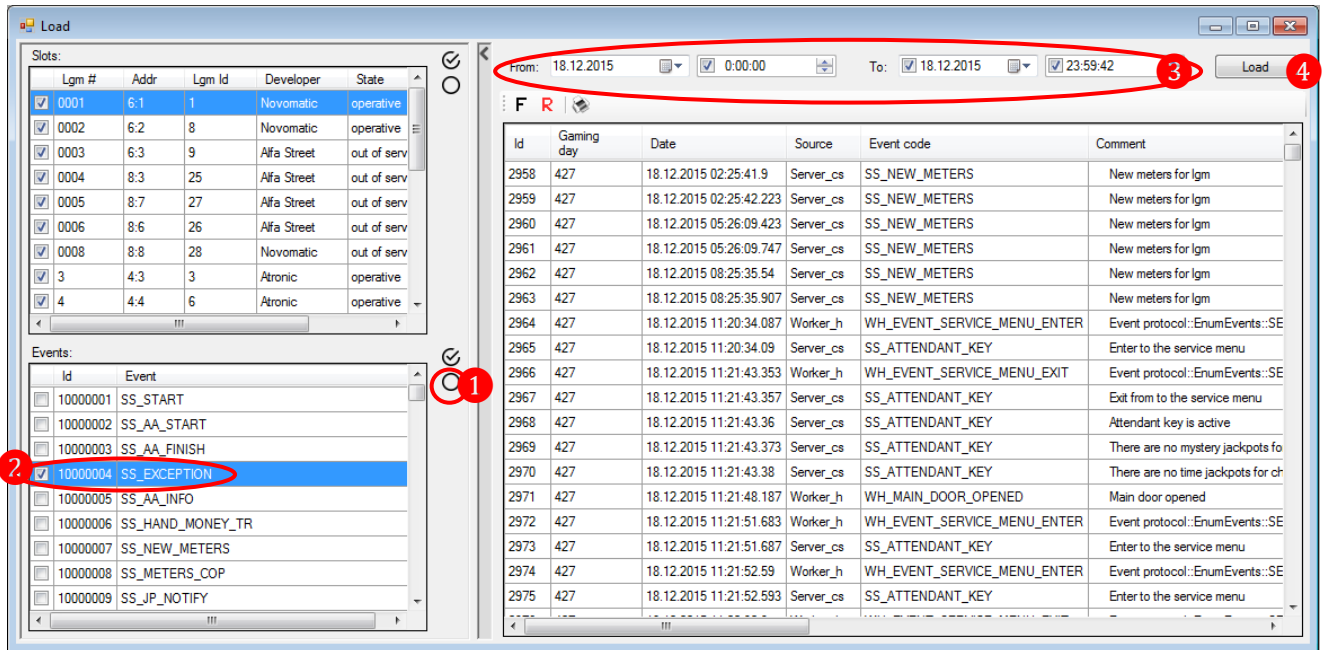 Load
Slots:
Lgm # Addr Lgm Id Developer State
0001 6:1 1 Novomatic operative
0002 6:2 8 Novomatic operative
0003 6:3 9 Alfa Street out of serv
0004 8:3 25 Alfa Street out of serv
0005 8:7 27 Alfa Street out of serv
0006 8:6 26 Alfa Street out of serv
0008 8:8 28 Novomatic out of serv
3 4:3 3 Atronic operative
4 4:4 6 Atronic operative
Events:
Id Event
1
10000001 SS_START
10000002 SS_AA_START
10000003 SS_AA_FINISH
2 10000004 SS_EXCEPTION
10000005 SS_AA_INFO
10000006 SS_HAND_MONEY_TR
10000007 SS_NEW_METERS
10000008 SS_METERS_COP
10000009 SS_JP_NOTIFY
From: 18.12.2015 0:00:00 To: 18.12.2015 23:59:42 3 Load 4
F R
Id Gaming day Date Source Event code Comment
2958 427 18.12.2015 02:25:41.9 Server_cs SS_NEW_METERS New meters for lgm
2959 427 18.12.2015 02:25:42.223 Server_cs SS_NEW_METERS New meters for lgm
2960 427 18.12.2015 05:26:09.423 Server_cs SS_NEW_METERS New meters for lgm
2961 427 18.12.2015 05:26:09.747 Server_cs SS_NEW_METERS New meters for lgm
2962 427 18.12.2015 08:25:35.54 Server_cs SS_NEW_METERS New meters for lgm
2963 427 18.12.2015 08:25:35.907 Server_cs SS_NEW_METERS New meters for lgm
2964 427 18.12.2015 11:20:34.087 Worker_h WH_EVENT_SERVICE_MENU_ENTER Event protocol::EnumEvents::SE
2965 427 18.12.2015 11:20:34.09 Server_cs SS_ATTENDANT_KEY Enter to the service menu
2966 427 18.12.2015 11:21:43.353 Worker_h WH_EVENT_SERVICE_MENU_EXIT Event protocol::EnumEvents::SE
2967 427 18.12.2015 11:21:43.357 Server_cs SS_ATTENDANT_KEY Exit from to the service menu
2968 427 18.12.2015 11:21:43.36 Server_cs SS_ATTENDANT_KEY Attendant key is active
2969 427 18.12.2015 11:21:43.373 Server_cs SS_ATTENDANT_KEY There are no mystery jackpots fo
2970 427 18.12.2015 11:21:43.38 Server_cs SS_ATTENDANT_KEY There are no time jackpots for ch
2971 427 18.12.2015 11:21:48.187 Worker_h WH_MAIN_DOOR_OPENED Main door opened
2972 427 18.12.2015 11:21:51.683 Worker_h WH_EVENT_SERVICE_MENU_ENTER Event protocol::EnumEvents::SE
2973 427 18.12.2015 11:21:51.687 Server_cs SS_ATTENDANT_KEY Enter to the service menu
2974 427 18.12.2015 11:21:52.59 Worker_h WH_EVENT_SERVICE_MENU_ENTER Event protocol::EnumEvents::SE
2975 427 18.12.2015 11:21:52.593 Server_cs SS_ATTENDANT_KEY Enter to the service menu